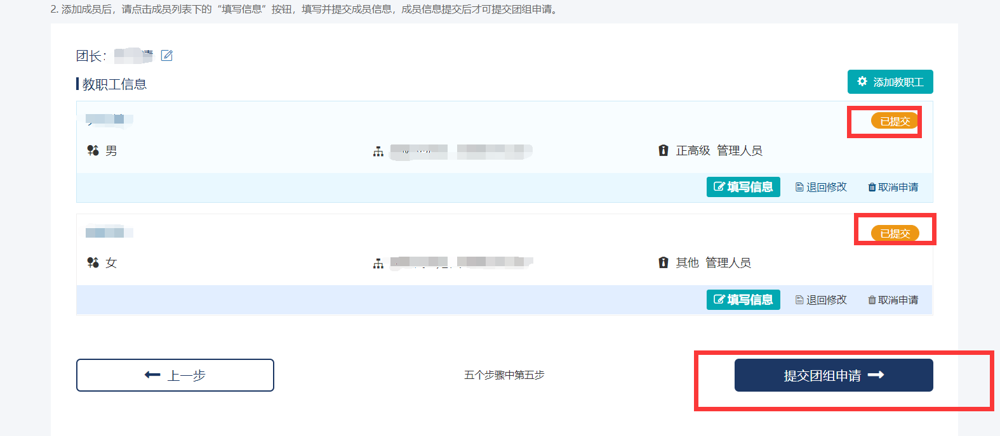 2. 添加成员后，请点击成员列表下的“填写信息”按钮，填写并提交成员信息，成员信息提交后才可提交团组申请。
团长：
教职工信息
添加教职工
已提交
男
正高级 管理人员
填写信息 退回修改 取消申请
已提交
女
其他 管理人员
填写信息 退回修改 取消申请
上一步
五个步骤中第五步
提交团组申请